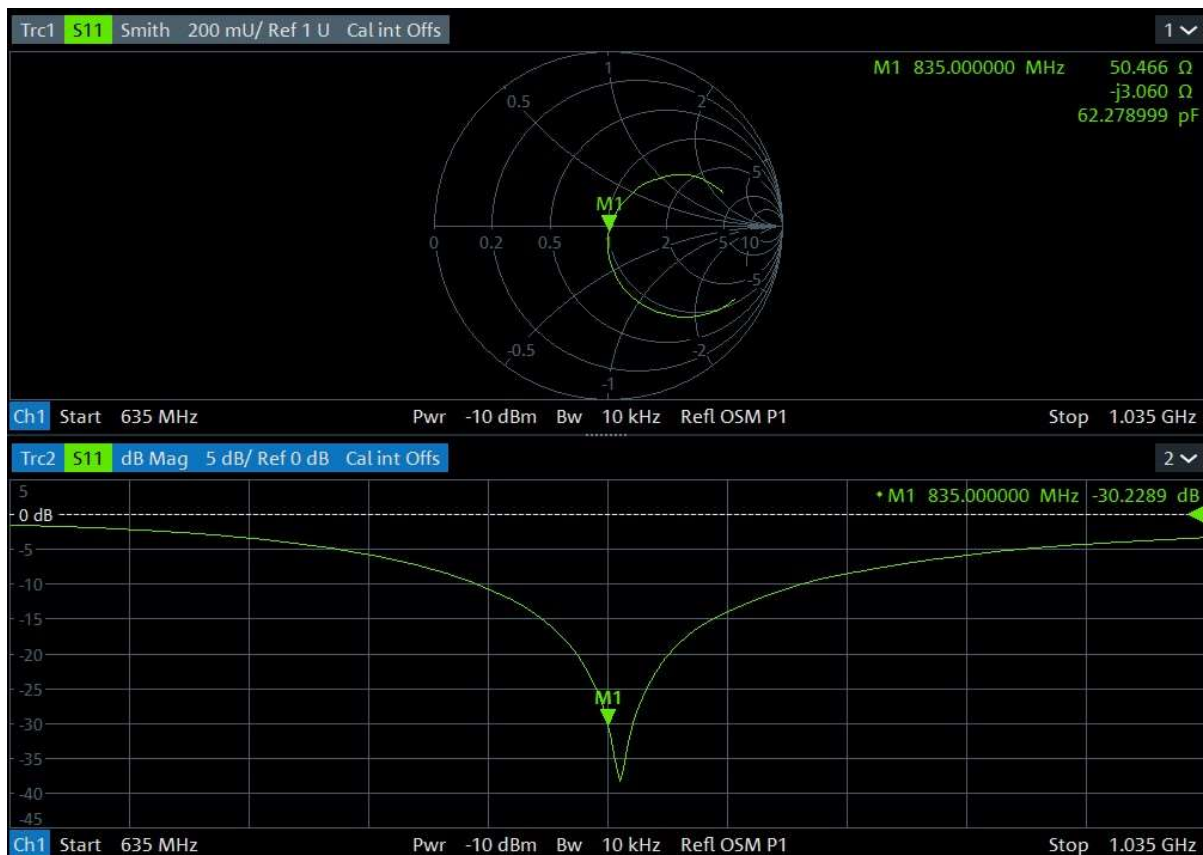 Trc1 S11 Smith 200 mU/ Ref 1 U Cal int Offs 1
M1 835.000000 MHz 50.466 Ω
-j3.060 Ω
62.278999 pF
1
0.5 2
5
M1
0 0.2 0.5 2 5 10
-5
-0.5 -2
-1
Ch1 Start 635 MHz Pwr -10 dBm Bw 10 kHz Refl OSM P1 Stop 1.035 GHz
Trc2 S11 dB Mag 5 dB/ Ref 0 dB Cal int Offs 2
5 • M1 835.000000 MHz -30.2289 dB
0 dB
-5
-10
-15
-20
-25
M1
-30
-35
-40
-45
Ch1 Start 635 MHz Pwr -10 dBm Bw 10 kHz Refl OSM P1 Stop 1.035 GHz